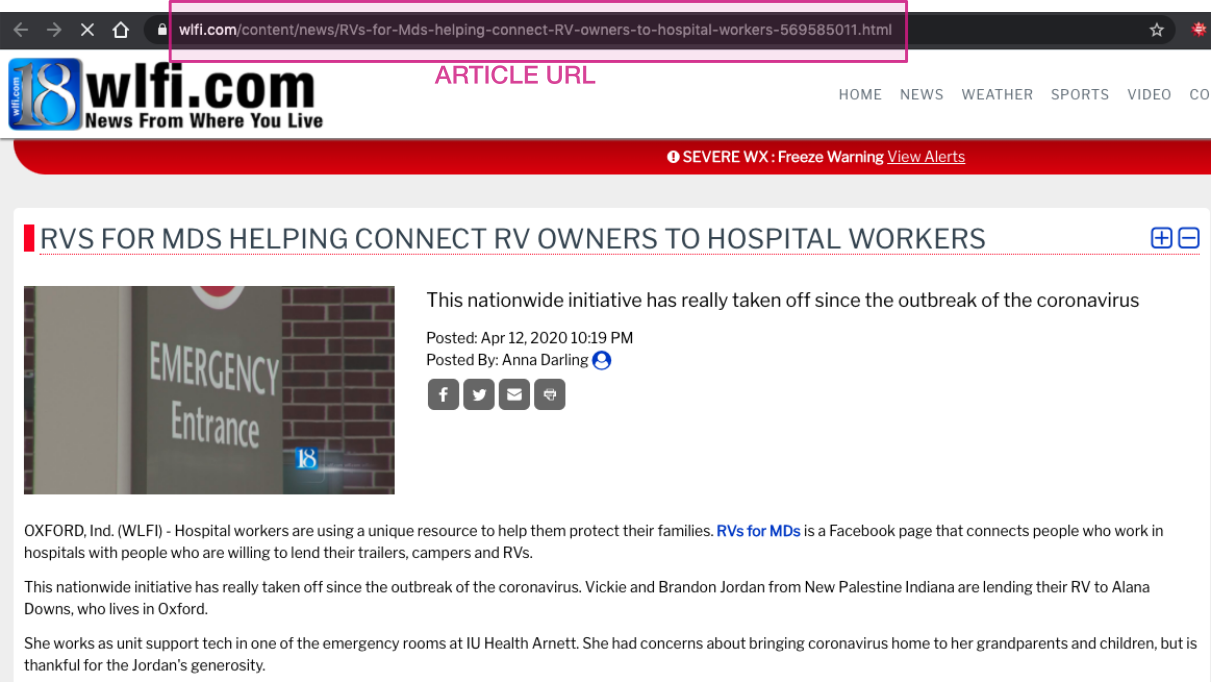 wlfi.com/content/news/RVs-for-Mds-helping-connect-RV-owners-to-hospital-workers-569585011.html
ARTICLE URL
wlfi.com
18
wlfi.com
News From Where You Live
HOME NEWS WEATHER SPORTS VIDEO CO
SEVERE WX : Freeze Warning View Alerts
RVS FOR MDS HELPING CONNECT RV OWNERS TO HOSPITAL WORKERS
EMERGENCY
Entrance
18
This nationwide initiative has really taken off since the outbreak of the coronavirus
Posted: Apr 12, 2020 10:19 PM
Posted By: Anna Darling
OXFORD, Ind. (WLFI) - Hospital workers are using a unique resource to help them protect their families. RVs for MDs is a Facebook page that connects people who work in
hospitals with people who are willing to lend their trailers, campers and RVs.
This nationwide initiative has really taken off since the outbreak of the coronavirus. Vickie and Brandon Jordan from New Palestine Indiana are lending their RV to Alana
Downs, who lives in Oxford.
She works as unit support tech in one of the emergency rooms at IU Health Arnett. She had concerns about bringing coronavirus home to her grandparents and children, but is
thankful for the Jordan's generosity.